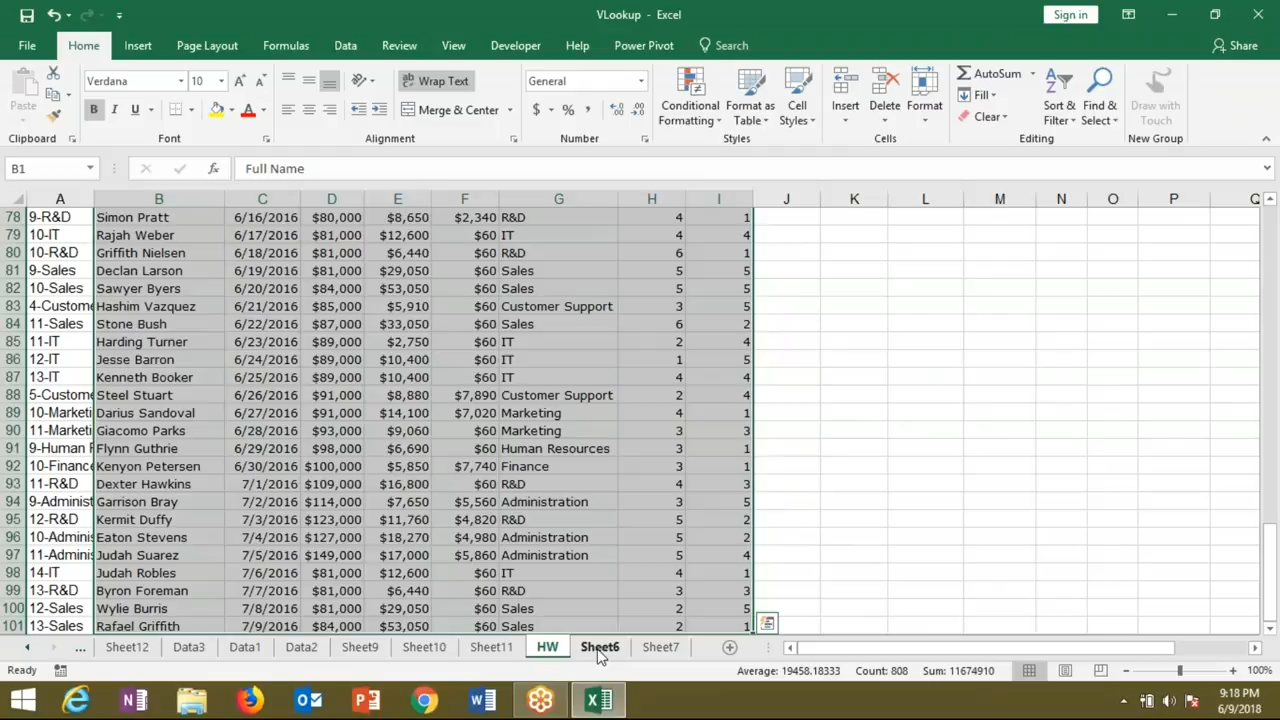 VLookup - Excel
Sign in
File Home Insert Page Layout Formulas Data Review View Developer Help Power Pivot Search Share
Verdana 10 Wrap Text General AutoSum
Paste Conditional Formatting Format as Table Cell Styles Insert Delete Format Fill Sort & Filter Find & Select Draw with Touch
B I U Merge & Center $ % , Clear
Clipboard Font Alignment Number Styles Cells Editing New Group
B1 fx Full Name
A B C D E F G H I J K L M N O P Q
78 9-R&D Simon Pratt 6/16/2016 $80,000 $8,650 $2,340 R&D 4 1
79 10-IT Rajah Weber 6/17/2016 $81,000 $12,600 $60 IT 4 4
80 10-R&D Griffith Nielsen 6/18/2016 $81,000 $6,440 $60 R&D 6 1
81 9-Sales Declan Larson 6/19/2016 $81,000 $29,050 $60 Sales 5 5
82 10-Sales Sawyer Byers 6/20/2016 $84,000 $53,050 $60 Sales 5 5
83 4-Custome Hashim Vazquez 6/21/2016 $85,000 $5,910 $60 Customer Support 3 5
84 11-Sales Stone Bush 6/22/2016 $87,000 $33,050 $60 Sales 6 2
85 11-IT Harding Turner 6/23/2016 $89,000 $2,750 $60 IT 2 4
86 12-IT Jesse Barron 6/24/2016 $89,000 $10,400 $60 IT 1 5
87 13-IT Kenneth Booker 6/25/2016 $89,000 $10,400 $60 IT 4 4
88 5-Custome Steel Stuart 6/26/2016 $91,000 $8,880 $7,890 Customer Support 2 4
89 10-Marketi Darius Sandoval 6/27/2016 $91,000 $14,100 $7,020 Marketing 4 1
90 11-Marketi Giacomo Parks 6/28/2016 $93,000 $9,060 $60 Marketing 3 3
91 9-Human F Flynn Guthrie 6/29/2016 $98,000 $6,690 $60 Human Resources 3 1
92 10-Finance Kenyon Petersen 6/30/2016 $100,000 $5,850 $7,740 Finance 3 1
93 11-R&D Dexter Hawkins 7/1/2016 $109,000 $16,800 $60 R&D 4 3
94 9-Administ Garrison Bray 7/2/2016 $114,000 $7,650 $5,560 Administration 3 5
95 12-R&D Kermit Duffy 7/3/2016 $123,000 $11,760 $4,820 R&D 5 2
96 10-Adminis Eaton Stevens 7/4/2016 $127,000 $18,270 $4,980 Administration 5 2
97 11-Adminis Judah Suarez 7/5/2016 $149,000 $17,000 $5,860 Administration 5 4
98 14-IT Judah Robles 7/6/2016 $81,000 $12,600 $60 IT 4 1
99 13-R&D Byron Foreman 7/7/2016 $81,000 $6,440 $60 R&D 3 3
100 12-Sales Wylie Burris 7/8/2016 $81,000 $29,050 $60 Sales 2 5
101 13-Sales Rafael Griffith 7/9/2016 $84,000 $53,050 $60 Sales 2 1
... Sheet12 Data3 Data1 Data2 Sheet9 Sheet10 Sheet11 HW Sheet6 Sheet7
Ready Average: 19458.18333 Count: 808 Sum: 11674910 100%
9:18 PM
6/9/2018